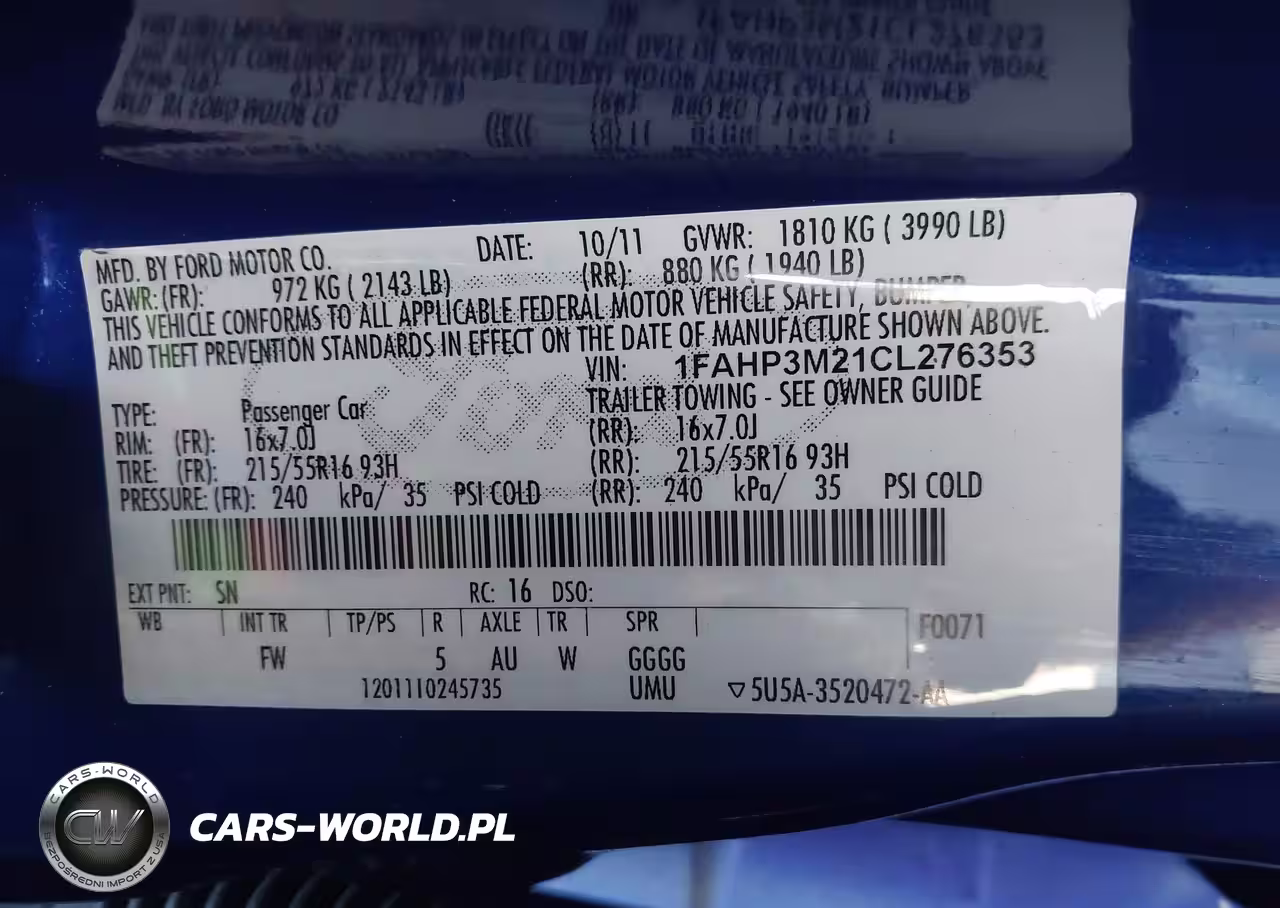 MFD. BY FORD MOTOR CO. DATE: 10/11 GVWR: 1810 KG ( 3990 LB)
GAWR: (FR): 972 KG ( 2143 LB) (RR): 880 KG ( 1940 LB)
THIS VEHICLE CONFORMS TO ALL APPLICABLE FEDERAL MOTOR VEHICLE SAFETY, BUMPER
AND THEFT PREVENTION STANDARDS IN EFFECT ON THE DATE OF MANUFACTURE SHOWN ABOVE.
VIN: 1FAHP3M21CL276353
TYPE: Passenger Car TRAILER TOWING - SEE OWNER GUIDE
RIM: (FR): 16x7.0J (RR): 16x7.0J
TIRE: (FR): 215/55R16 93H (RR): 215/55R16 93H
PRESSURE: (FR): 240 kPa/ 35 PSI COLD (RR): 240 kPa/ 35 PSI COLD
EXT PNT: SN RC: 16 DSO:
WB INT TR TP/PS R AXLE TR SPR F0071
FW 5 AU W GGGG
1201110245735 UMU ▽5U5A-3520472-AA
CARS-WORLD
CW
BEZPOŚREDNI IMPORT Z USA
CARS-WORLD.PL